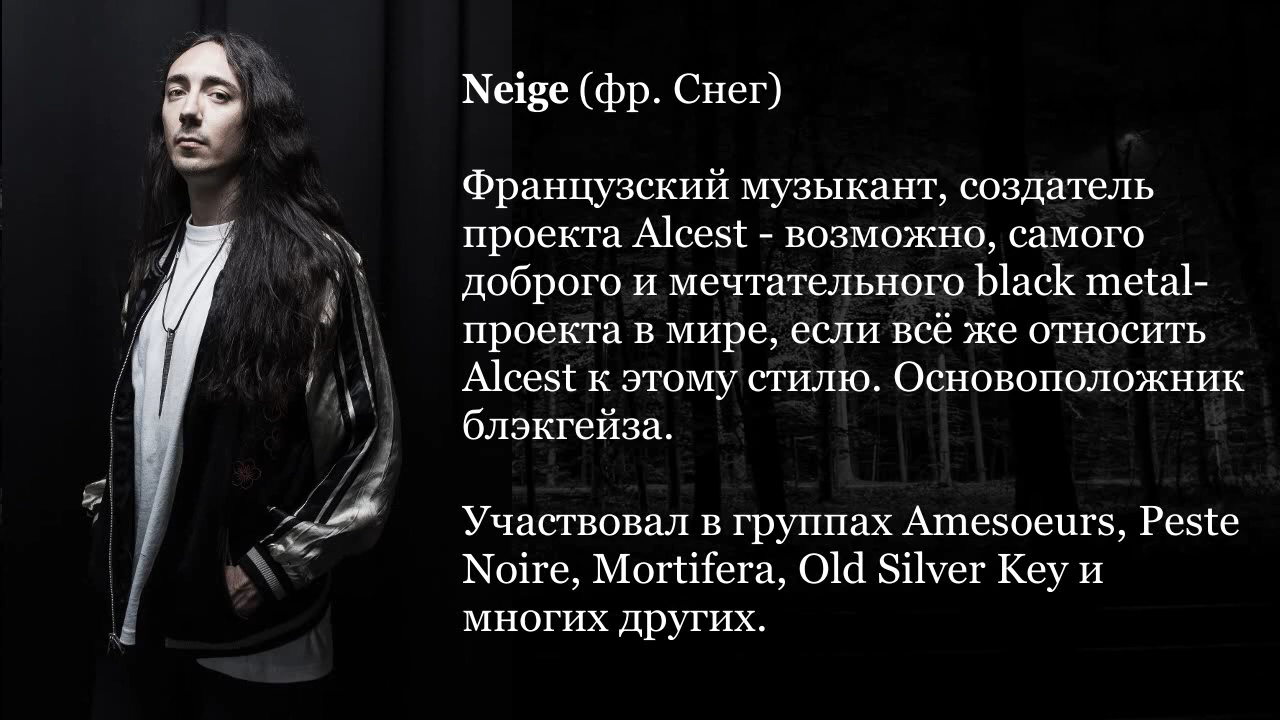 Neige (фр. Снег)
Французский музыкант, создатель
проекта Alcest - возможно, самого
доброго и мечтательного black metal-
проекта в мире, если всё же относить
Alcest к этому стилю. Основоположник
блэкгейза.
Участвовал в группах Amesoeurs, Peste
Noire, Mortifera, Old Silver Key и
многих других.